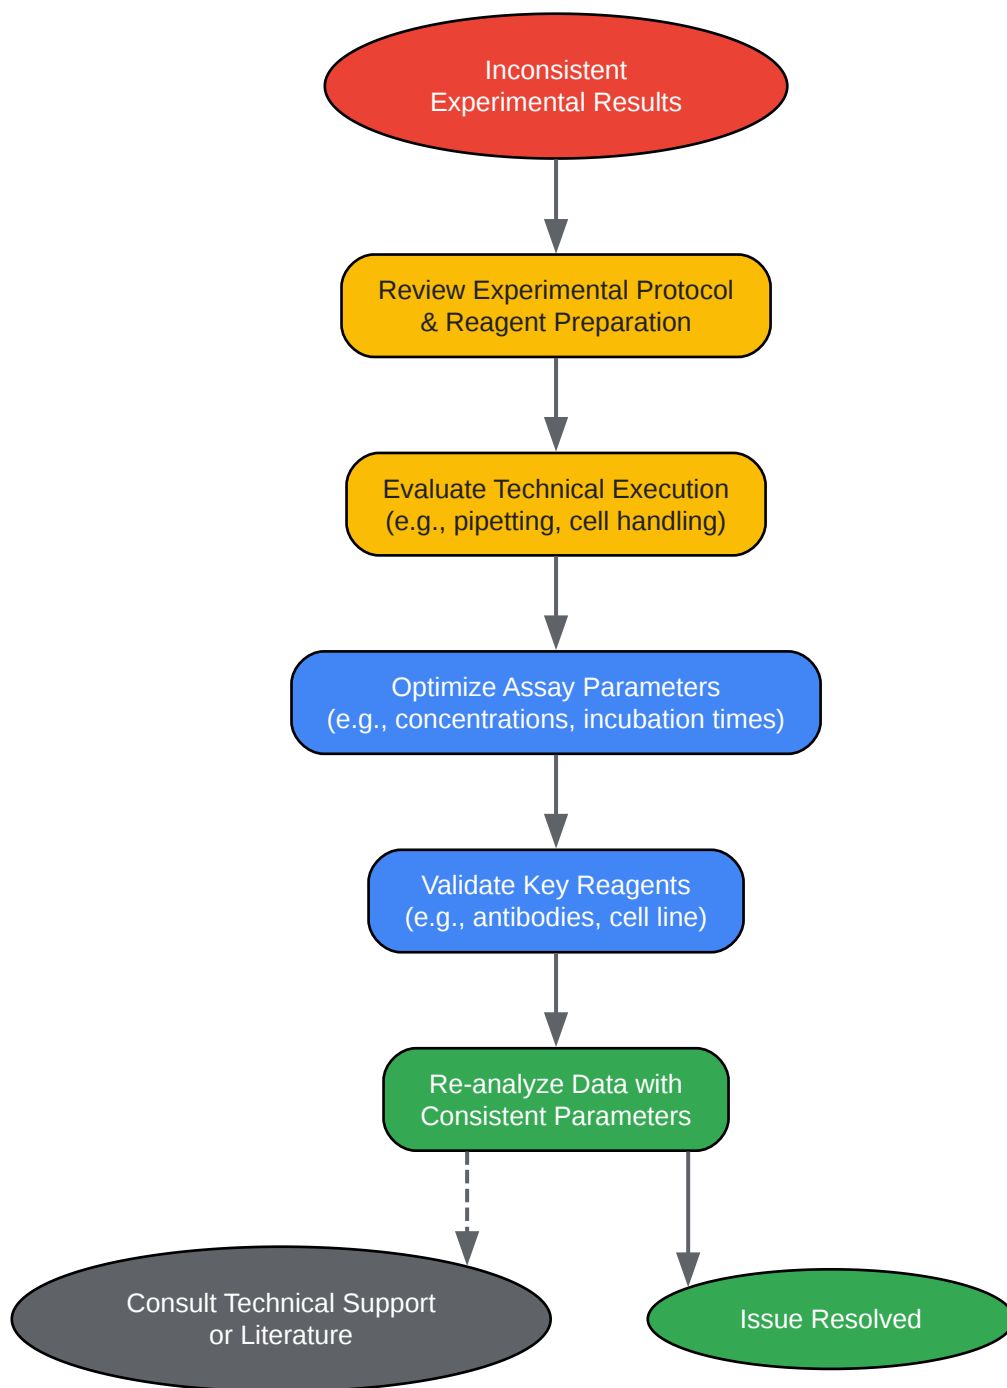 Inconsistent
Experimental Results
Review Experimental Protocol
& Reagent Preparation
Evaluate Technical Execution
(e.g., pipetting, cell handling)
Optimize Assay Parameters
(e.g., concentrations, incubation times)
Validate Key Reagents
(e.g., antibodies, cell line)
Re-analyze Data with
Consistent Parameters
Consult Technical Support
or Literature
Issue Resolved